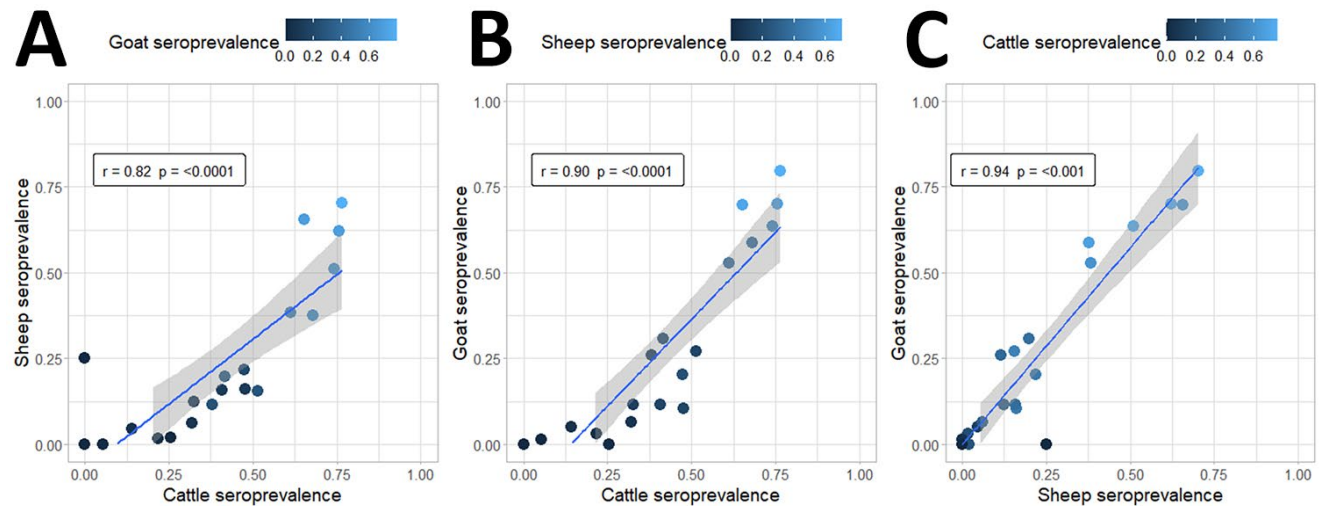 A
Goat seroprevalence
0.0 0.2 0.4 0.6
1.00
0.75
0.50
0.25
0.00
Sheep seroprevalence
r = 0.82 p = <0.0001
0.00 0.25 0.50 0.75 1.00
Cattle seroprevalence
B
Sheep seroprevalence
0.0 0.2 0.4 0.6
1.00
0.75
0.50
0.25
0.00
Goat seroprevalence
r = 0.90 p = <0.0001
0.00 0.25 0.50 0.75 1.00
Cattle seroprevalence
C
Cattle seroprevalence
0.0 0.2 0.4 0.6
1.00
0.75
0.50
0.25
0.00
Goat seroprevalence
r = 0.94 p = <0.001
0.00 0.25 0.50 0.75 1.00
Sheep seroprevalence